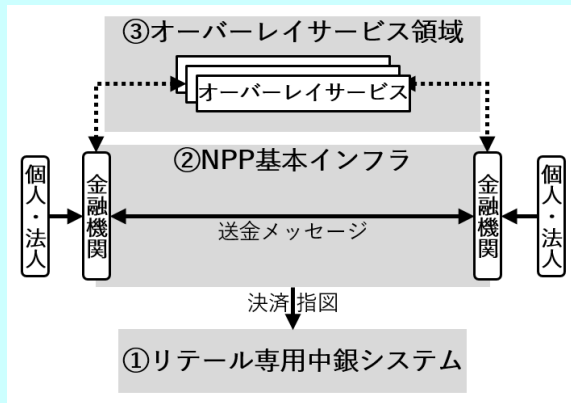 ③オーバーレイサービス領域
オーバーレイサービス
②NPP基本インフラ
個人・法人
金融機関
送金メッセージ
金融機関
個人・法人
決済指図
①リテール専用中銀システム